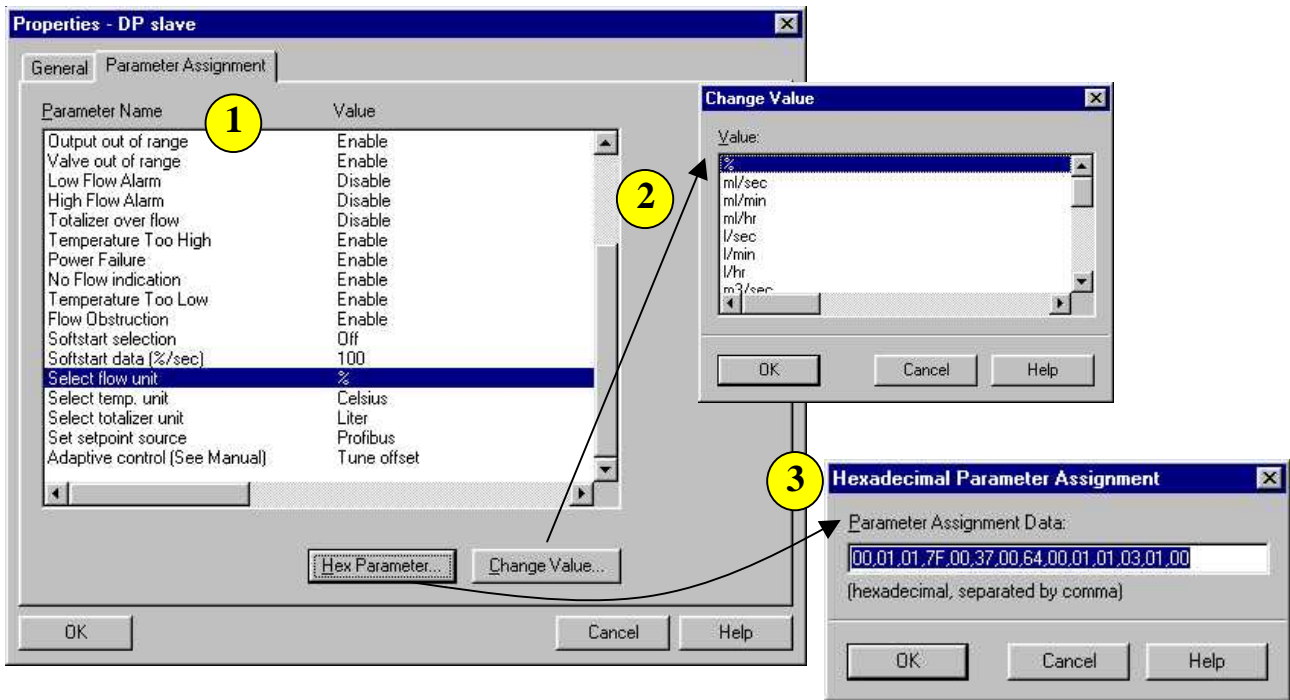 Properties - DP slave
General Parameter Assignment
Parameter Name Value
1
Output out of range Enable
Valve out of range Enable
Low Flow Alarm Disable
High Flow Alarm Disable
Totalizer over flow Disable
Temperature Too High Enable
Power Failure Enable
No Flow indication Enable
Temperature Too Low Enable
Flow Obstruction Enable
Softstart selection Off
Softstart data (%/sec) 100
Select flow unit %
Select temp. unit Celsius
Select totalizer unit Liter
Set setpoint source Profibus
Adaptive control (See Manual) Tune offset
Hex Parameter... Change Value...
OK Cancel Help
2
Change Value
Value:
%
ml/sec
ml/min
ml/hr
l/sec
l/min
l/hr
m3/sec
OK Cancel Help
3
Hexadecimal Parameter Assignment
Parameter Assignment Data:
00,01,01,7F,00,37,00,64,00,01,01,03,01,00
(hexadecimal, separated by comma)
OK Cancel Help